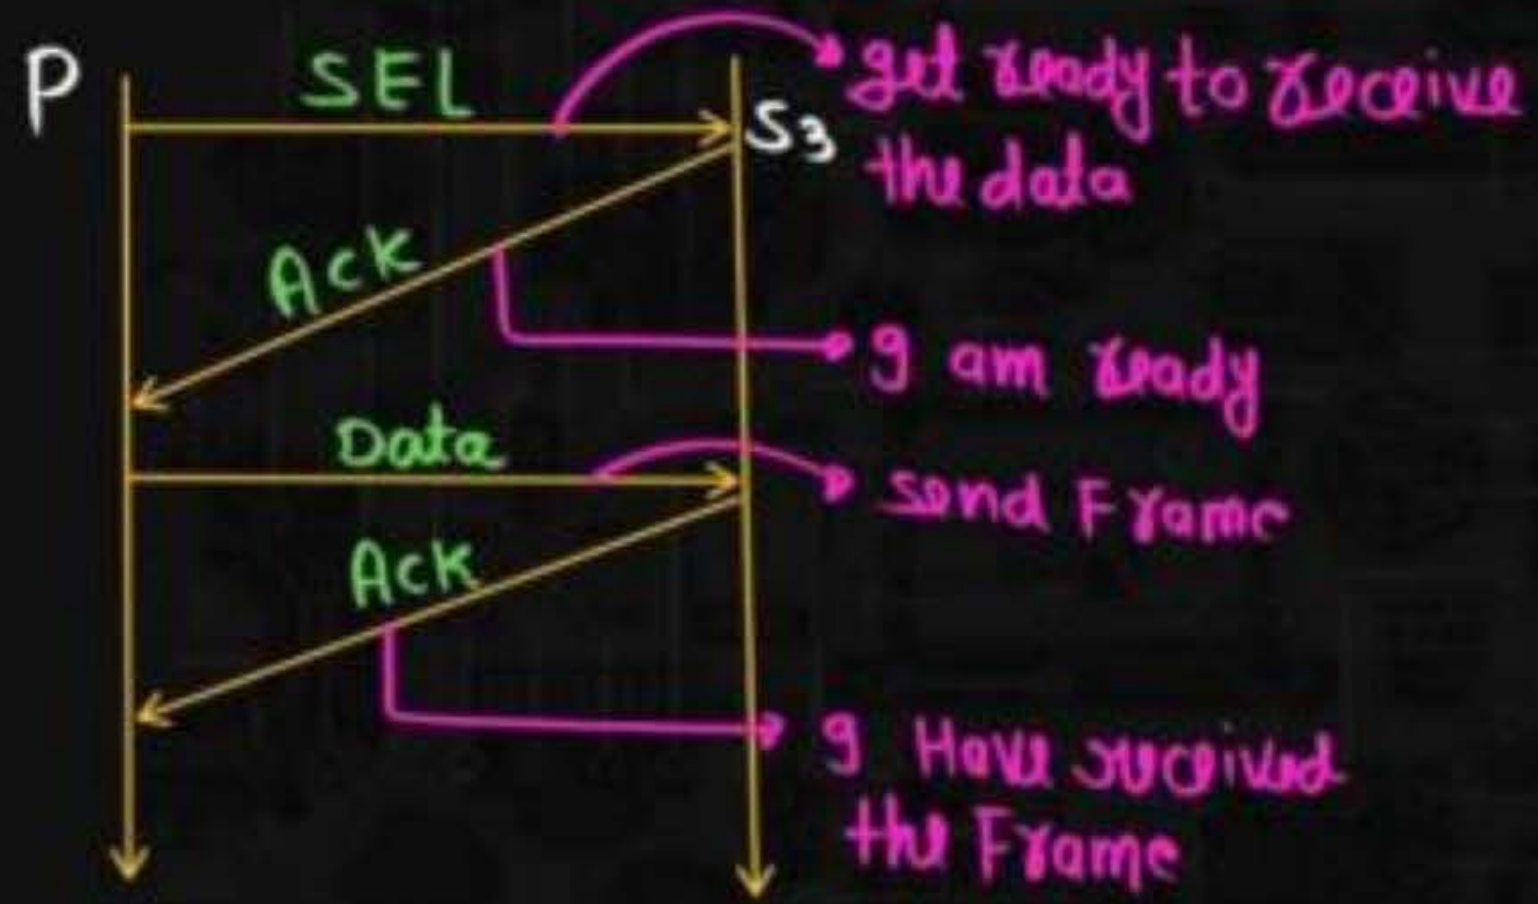 P
SEL
S3
get ready to receive
the data
Ack
I am ready
Data
send Frame
Ack
I Have received
the Frame